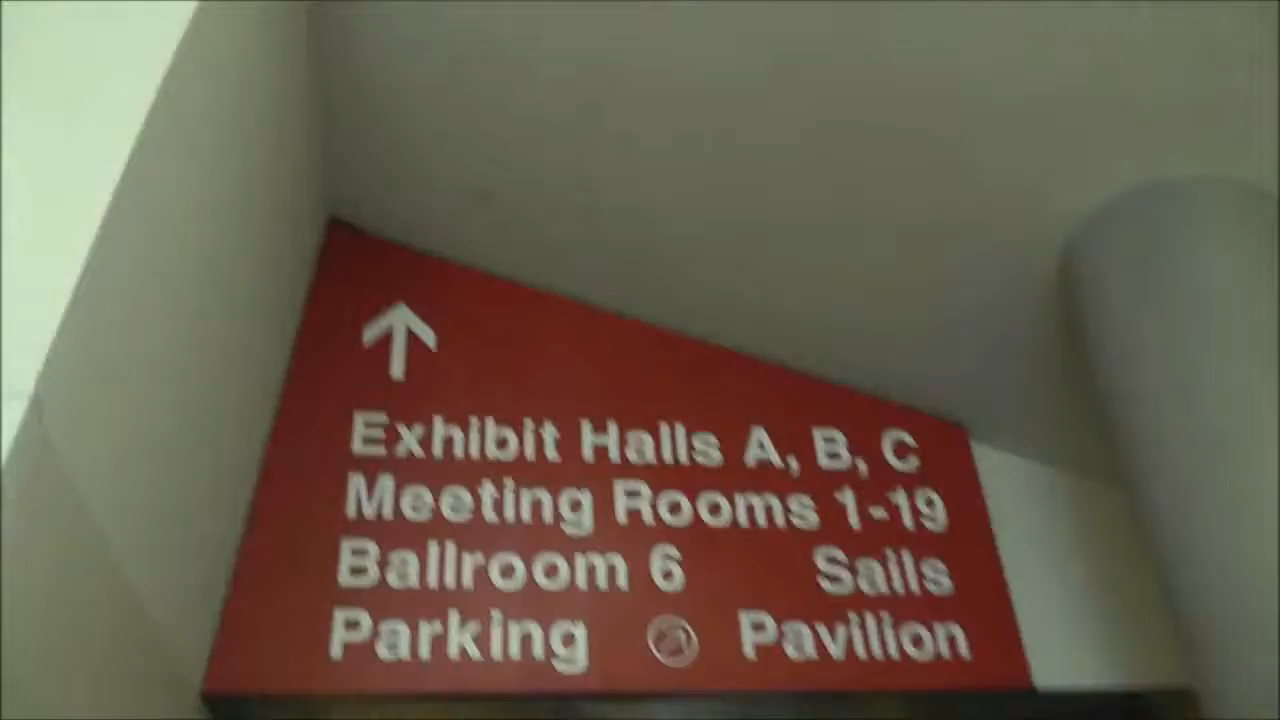 Exhibit Halls A, B, C
Meeting Rooms 1-19
Ballroom 6 Sails
Parking Pavilion